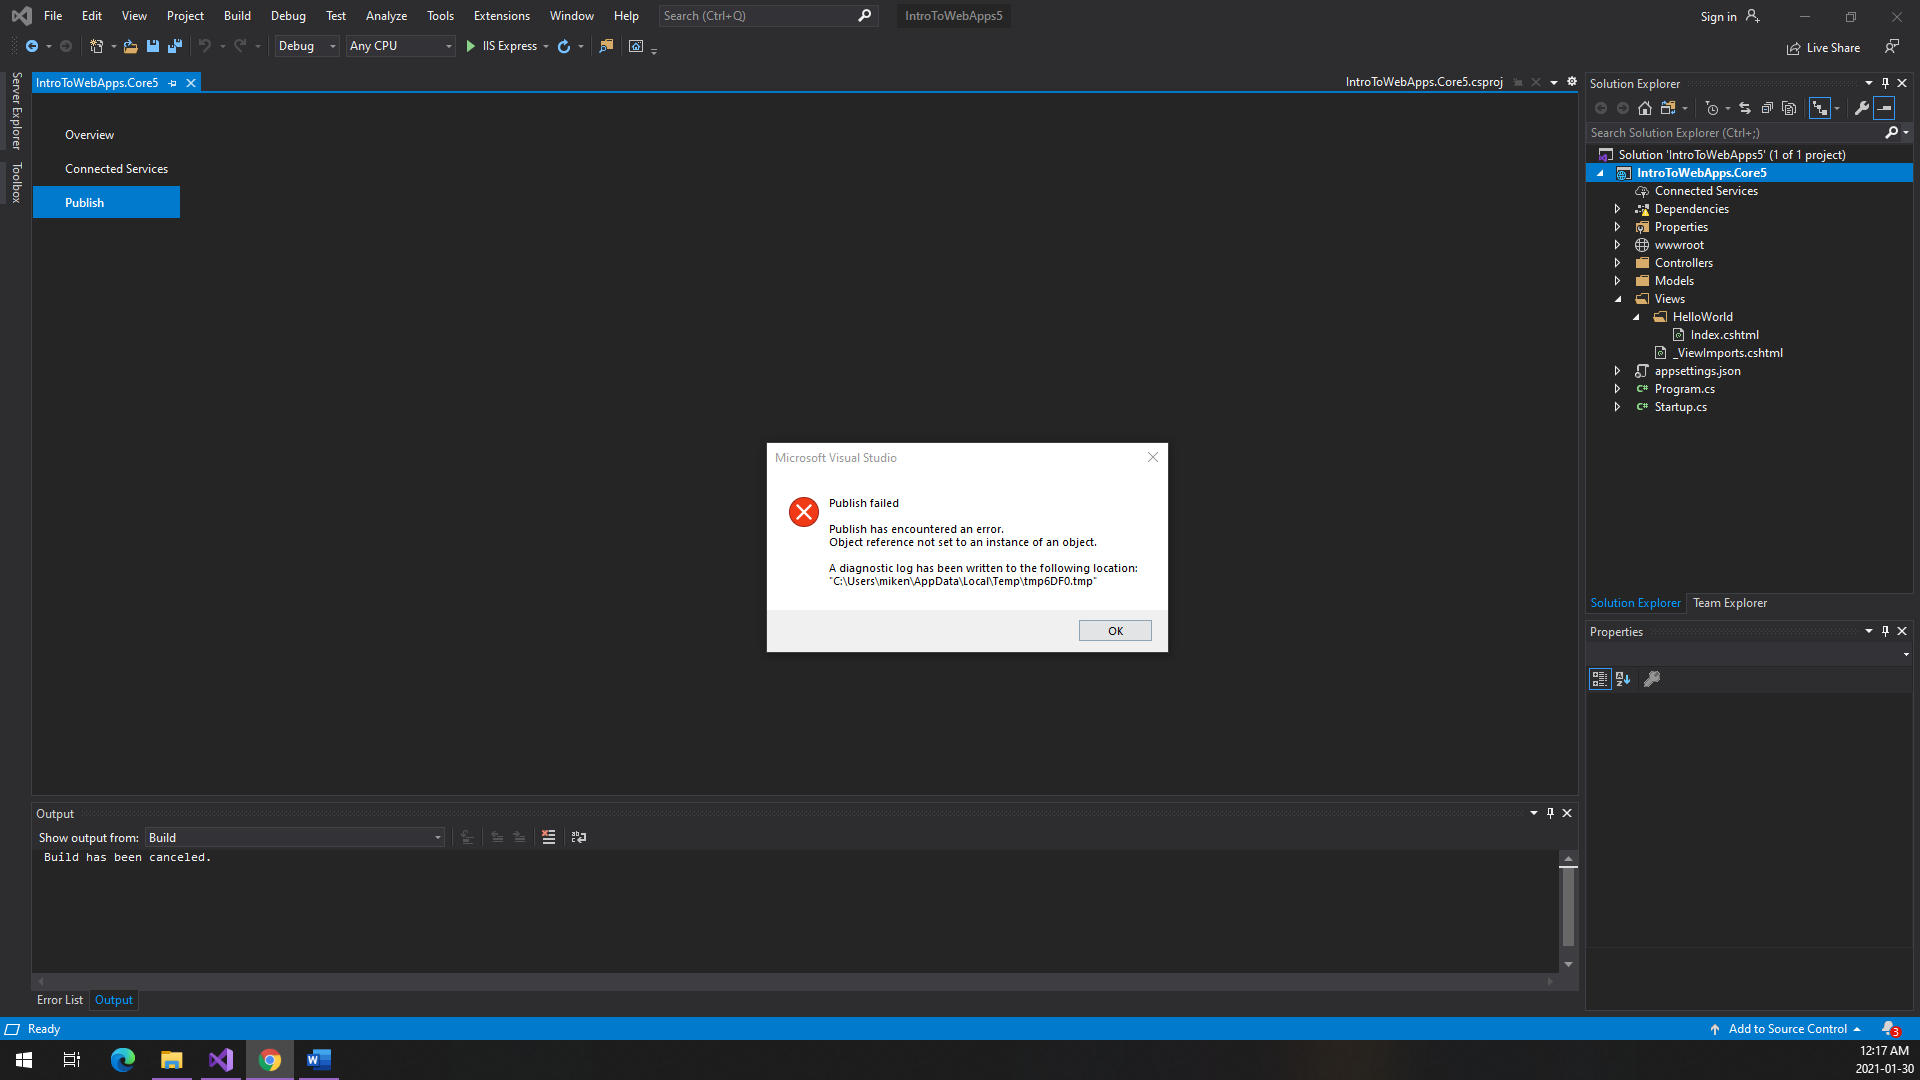 File Edit View Project Build Debug Test Analyze Tools Extensions Window Help Search (Ctrl+Q) IntroToWebApps5 Sign in
Debug Any CPU IIS Express Live Share
Server Explorer
Toolbox
IntroToWebApps.Core5 IntroToWebApps.Core5.csproj
Overview
Connected Services
Publish
Solution Explorer
Search Solution Explorer (Ctrl+;)
Solution 'IntroToWebApps5' (1 of 1 project)
IntroToWebApps.Core5
Connected Services
Dependencies
Properties
wwwroot
Controllers
Models
Views
HelloWorld
Index.cshtml
_ViewImports.cshtml
appsettings.json
C# Program.cs
C# Startup.cs
Microsoft Visual Studio
Publish failed
Publish has encountered an error.
Object reference not set to an instance of an object.
A diagnostic log has been written to the following location:
"C:\Users\miken\AppData\Local\Temp\tmp6DF0.tmp"
OK
Solution Explorer Team Explorer
Properties
Output
Show output from: Build
Build has been canceled.
Error List Output
Ready Add to Source Control 3
12:17 AM
2021-01-30